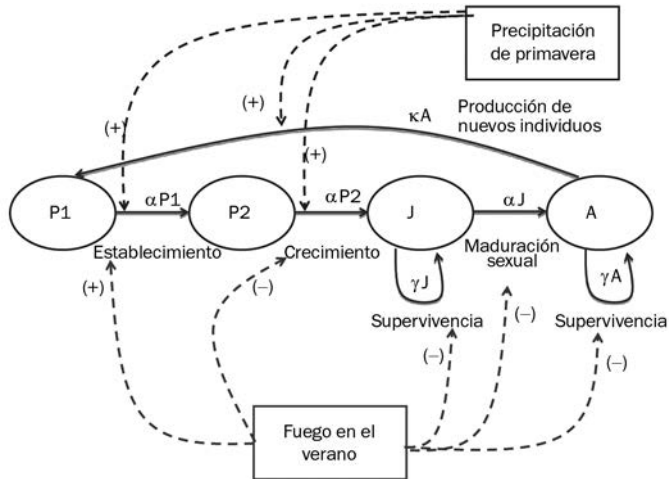 Precipitación
de primavera
(+)
(+)
κA
Producción de
nuevos individuos
(+)
P1
αP1
P2
αP2
J
αJ
A
Establecimiento
Crecimiento
Maduración
sexual
(+)
(−)
γJ
γA
Supervivencia
(−)
Supervivencia
(−)
(−)
Fuego en el
verano